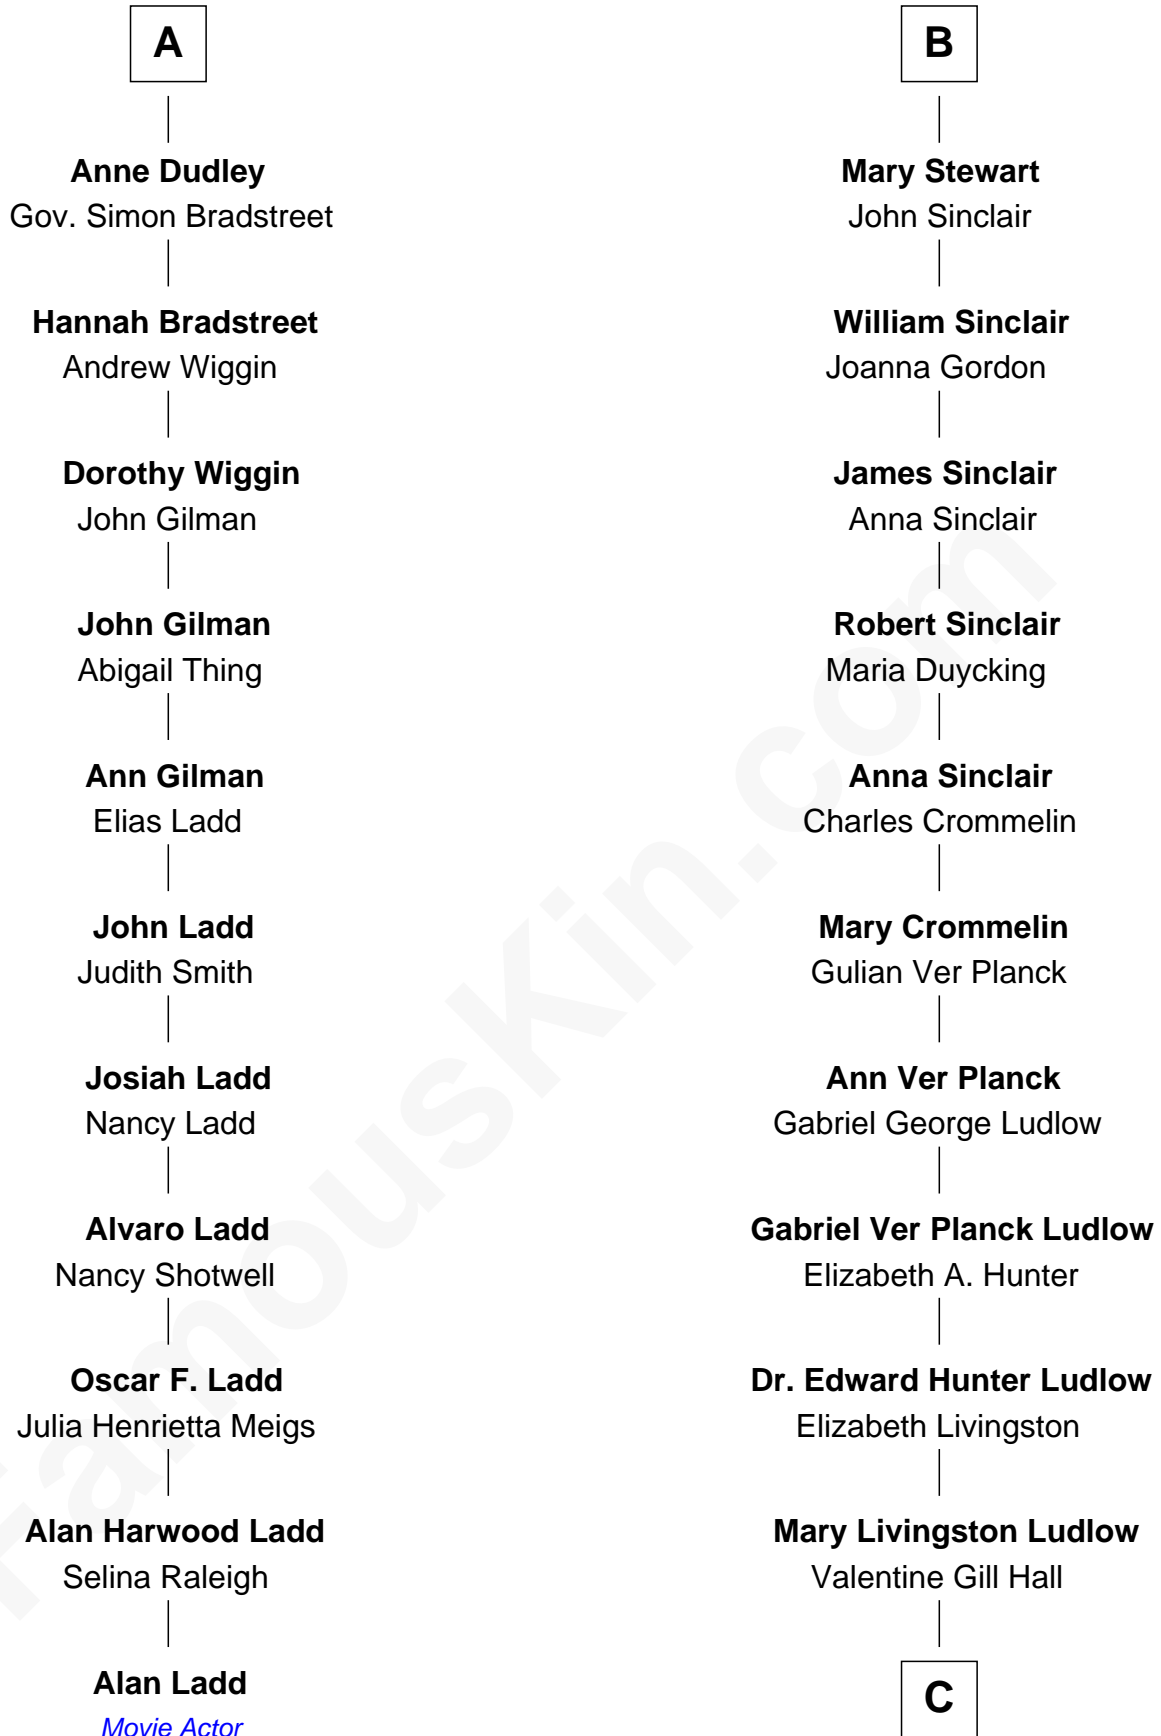 A
Anne Dudley
Gov. Simon Bradstreet
Hannah Bradstreet
Andrew Wiggin
Dorothy Wiggin
John Gilman
John Gilman
Abigail Thing
Ann Gilman
Elias Ladd
John Ladd
Judith Smith
Josiah Ladd
Nancy Ladd
Alvaro Ladd
Nancy Shotwell
Oscar F. Ladd
Julia Henrietta Meigs
Alan Harwood Ladd
Selina Raleigh
Alan Ladd
Movie Actor
B
Mary Stewart
John Sinclair
William Sinclair
Joanna Gordon
James Sinclair
Anna Sinclair
Robert Sinclair
Maria Duycking
Anna Sinclair
Charles Crommelin
Mary Crommelin
Gulian Ver Planck
Ann Ver Planck
Gabriel George Ludlow
Gabriel Ver Planck Ludlow
Elizabeth A. Hunter
Dr. Edward Hunter Ludlow
Elizabeth Livingston
Mary Livingston Ludlow
Valentine Gill Hall
C
FamousKin.com